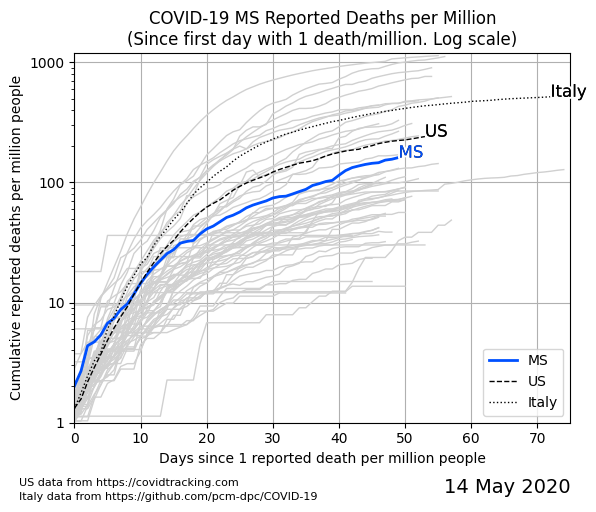 COVID-19 MS Reported Deaths per Million
(Since first day with 1 death/million. Log scale)
Cumulative reported deaths per million people
1000
100
10
1
Italy
US
MS
MS
US
Italy
0 10 20 30 40 50 60 70
Days since 1 reported death per million people
US data from https://covidtracking.com
Italy data from https://github.com/pcm-dpc/COVID-19
14 May 2020